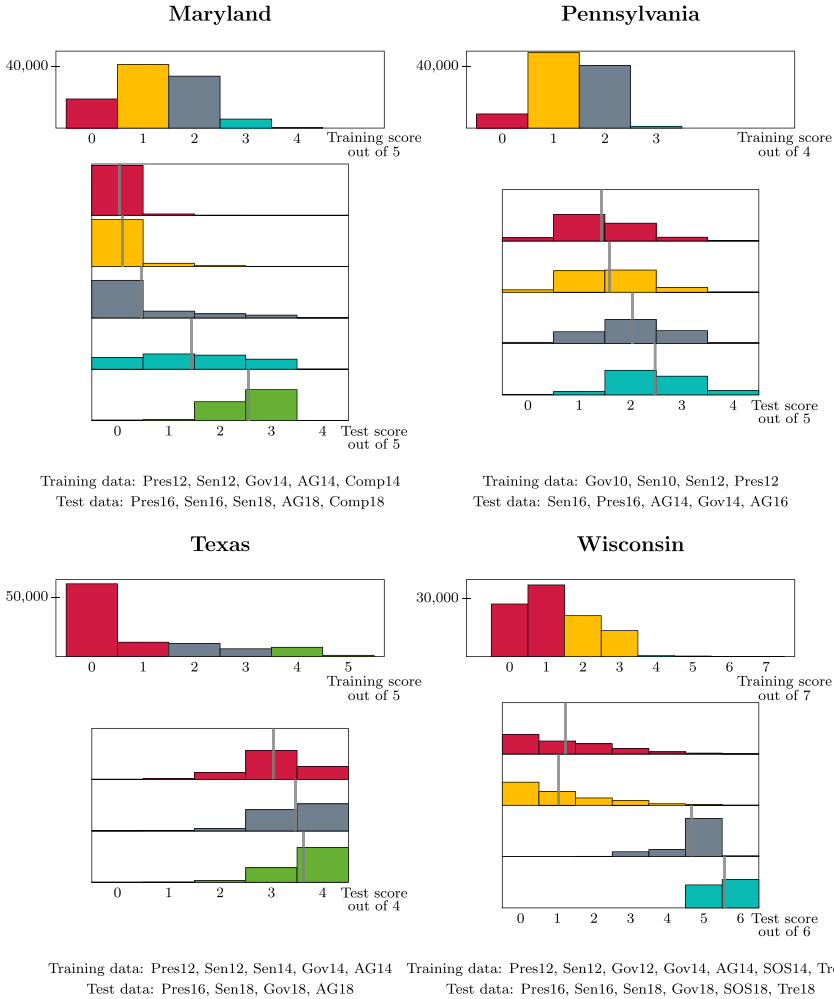 Maryland
40,000
0 1 2 3 4 Training score
out of 5
0 1 2 3 4 Test score
out of 5
Training data: Pres12, Sen12, Gov14, AG14, Comp14
Test data: Pres16, Sen16, Sen18, AG18, Comp18
Pennsylvania
40,000
0 1 2 3 Training score
out of 4
0 1 2 3 4 Test score
out of 5
Training data: Gov10, Sen10, Sen12, Pres12
Test data: Sen16, Pres16, AG14, Gov14, AG16
Texas
50,000
0 1 2 3 4 5
Training score
out of 5
0 1 2 3 4 Test score
out of 4
Training data: Pres12, Sen12, Sen14, Gov14, AG14
Test data: Pres16, Sen18, Gov18, AG18
Wisconsin
30,000
0 1 2 3 4 5 6 7
Training score
out of 7
0 1 2 3 4 5 6 Test score
out of 6
Training data: Pres12, Sen12, Gov12, Gov14, AG14, SOS14,
Test data: Pres16, Sen16, Sen18, Gov18, SOS18, Tre18